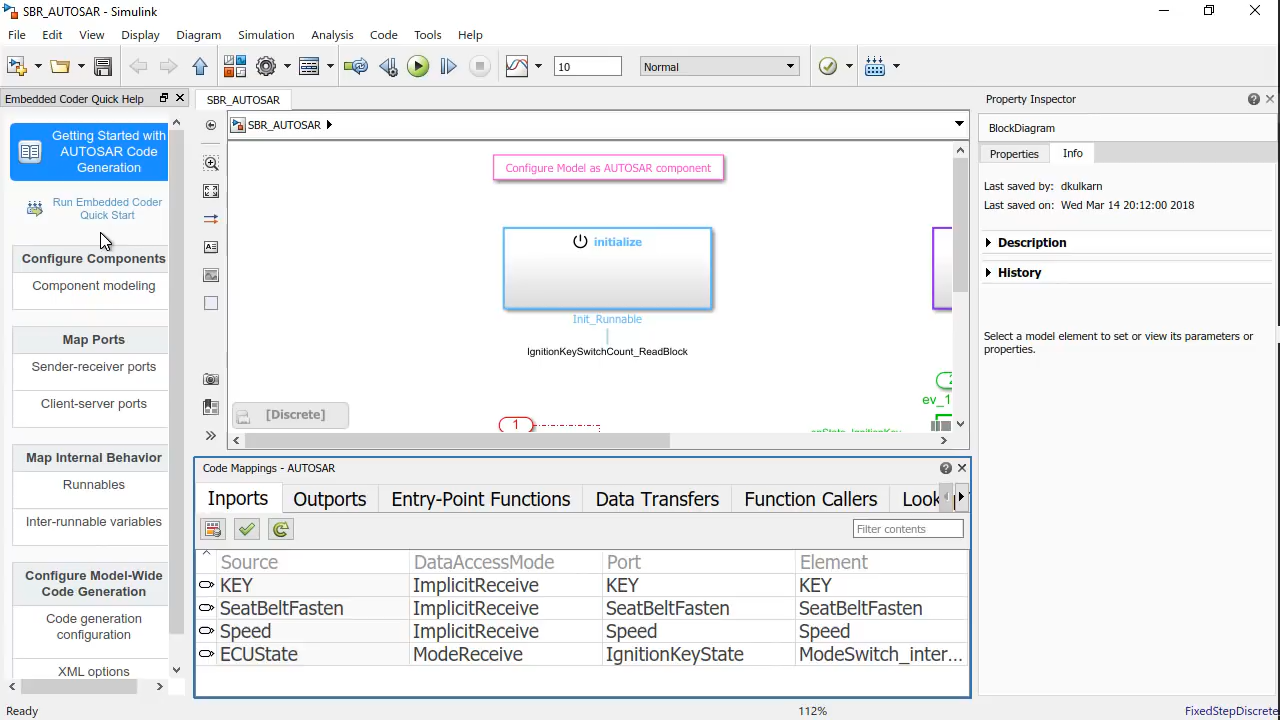 SBR_AUTOSAR - Simulink
File Edit View Display Diagram Simulation Analysis Code Tools Help
10
Normal
Embedded Coder Quick Help
Getting Started with
AUTOSAR Code
Generation
Run Embedded Coder
Quick Start
Configure Components
Component modeling
Map Ports
Sender-receiver ports
Client-server ports
Map Internal Behavior
Runnables
Inter-runnable variables
Configure Model-Wide
Code Generation
Code generation
configuration
XML options
SBR_AUTOSAR
SBR_AUTOSAR
Configure Model as AUTOSAR component
initialize
Init_Runnable
IgnitionKeySwitchCount_ReadBlock
[Discrete]
1
2
ev_1
Code Mappings - AUTOSAR
Inports Outports Entry-Point Functions Data Transfers Function Callers Look
Filter contents
Source DataAccessMode Port Element
KEY ImplicitReceive KEY KEY
SeatBeltFasten ImplicitReceive SeatBeltFasten SeatBeltFasten
Speed ImplicitReceive Speed Speed
ECUState ModeReceive IgnitionKeyState ModeSwitch_inter...
Property Inspector
BlockDiagram
Properties Info
Last saved by: dkulkarn
Last saved on: Wed Mar 14 20:12:00 2018
Description
History
Select a model element to set or view its parameters or
properties.
Ready
112%
FixedStepDiscrete